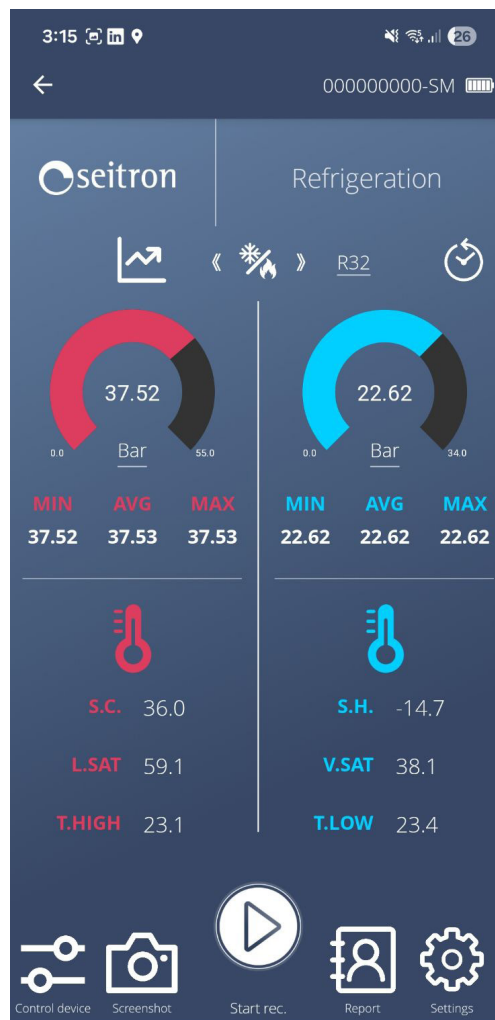 3:15 in 26
000000000-SM
seitron Refrigeration
R32
37.52 22.62
0.0 Bar 55.0 0.0 Bar 34.0
MIN AVG MAX MIN AVG MAX
37.52 37.53 37.53 22.62 22.62 22.62
S.C. 36.0 S.H. -14.7
L.SAT 59.1 V.SAT 38.1
T.HIGH 23.1 T.LOW 23.4
Control device Screenshot Start rec. Report Settings